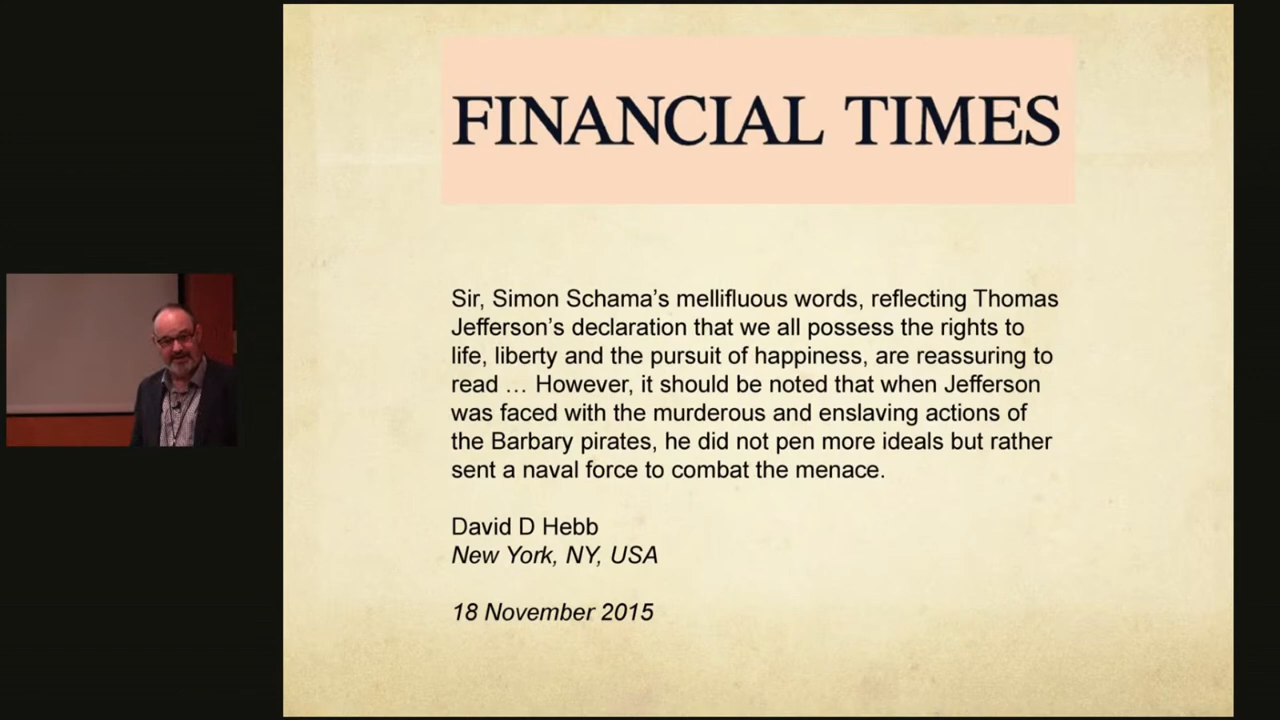 FINANCIAL TIMES
Sir, Simon Schama’s mellifluous words, reflecting Thomas
Jefferson’s declaration that we all possess the rights to
life, liberty and the pursuit of happiness, are reassuring to
read … However, it should be noted that when Jefferson
was faced with the murderous and enslaving actions of
the Barbary pirates, he did not pen more ideals but rather
sent a naval force to combat the menace.
David D Hebb
New York, NY, USA
18 November 2015